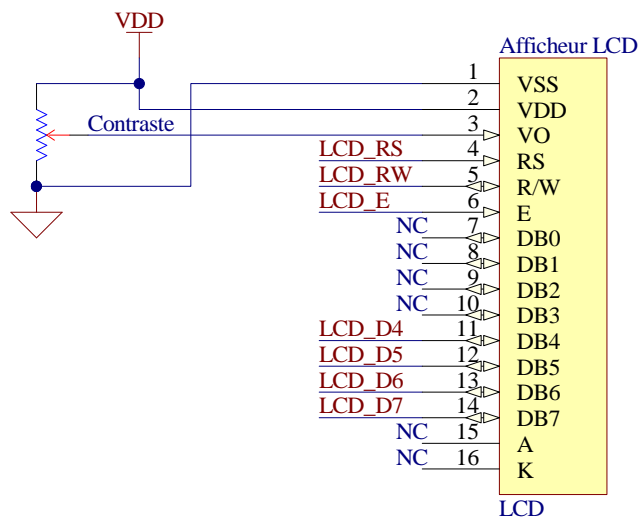 VDD
Afficheur LCD
1 VSS
2 VDD
Contraste 3 VO
LCD_RS 4 RS
LCD_RW 5 R/W
LCD_E 6 E
NC 7 DB0
NC 8 DB1
NC 9 DB2
NC 10 DB3
LCD_D4 11 DB4
LCD_D5 12 DB5
LCD_D6 13 DB6
LCD_D7 14 DB7
NC 15 A
NC 16 K
LCD